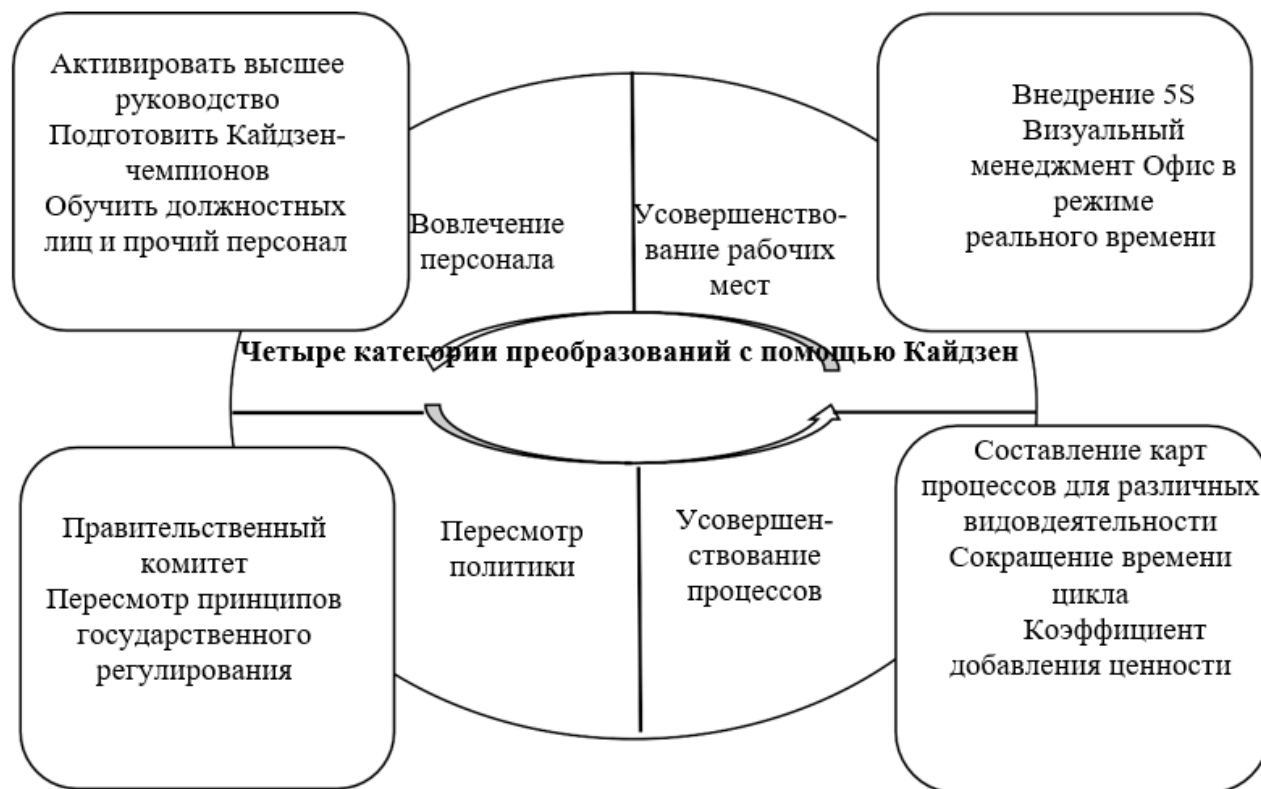 Активировать высшее
руководство
Подготовить Кайдзен-
чемпионов
Обучить должностных
лиц и прочий персонал
Вовлечение
персонала
Усовершенство-
вание рабочих
мест
Внедрение 5S
Визуальный
менеджмент Офис в
режиме
реального времени
Четыре категории преобразований с помощью Кайдзен
Правительственный
комитет
Пересмотр принципов
государственного
регулирования
Пересмотр
политики
Усовершен-
ствование
процессов
Составление карт
процессов для различных
видовдеятельности
Сокращение времени
цикла
Коэффициент
добавления ценности